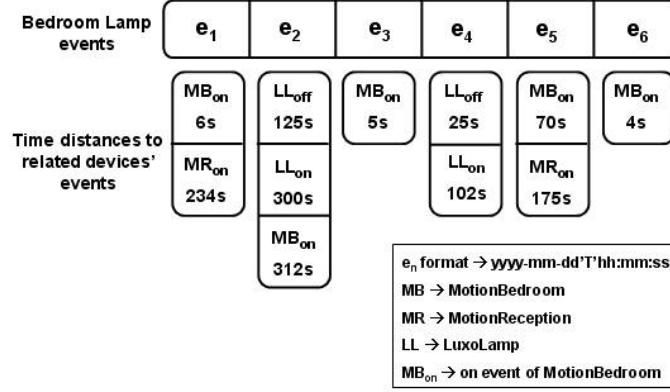 Bedroom Lamp
events
e1 e2 e3 e4 e5 e6
Time distances to
related devices'
events
MBon
6s
MRon
234s
LLoff
125s
LLon
300s
MBon
312s
MBon
5s
LLoff
25s
LLon
102s
MBon
70s
MRon
175s
MBon
4s
en format → yyyy-mm-dd'T'hh:mm:ss
MB → MotionBedroom
MR → MotionReception
LL → LuxoLamp
MBon → on event of MotionBedroom